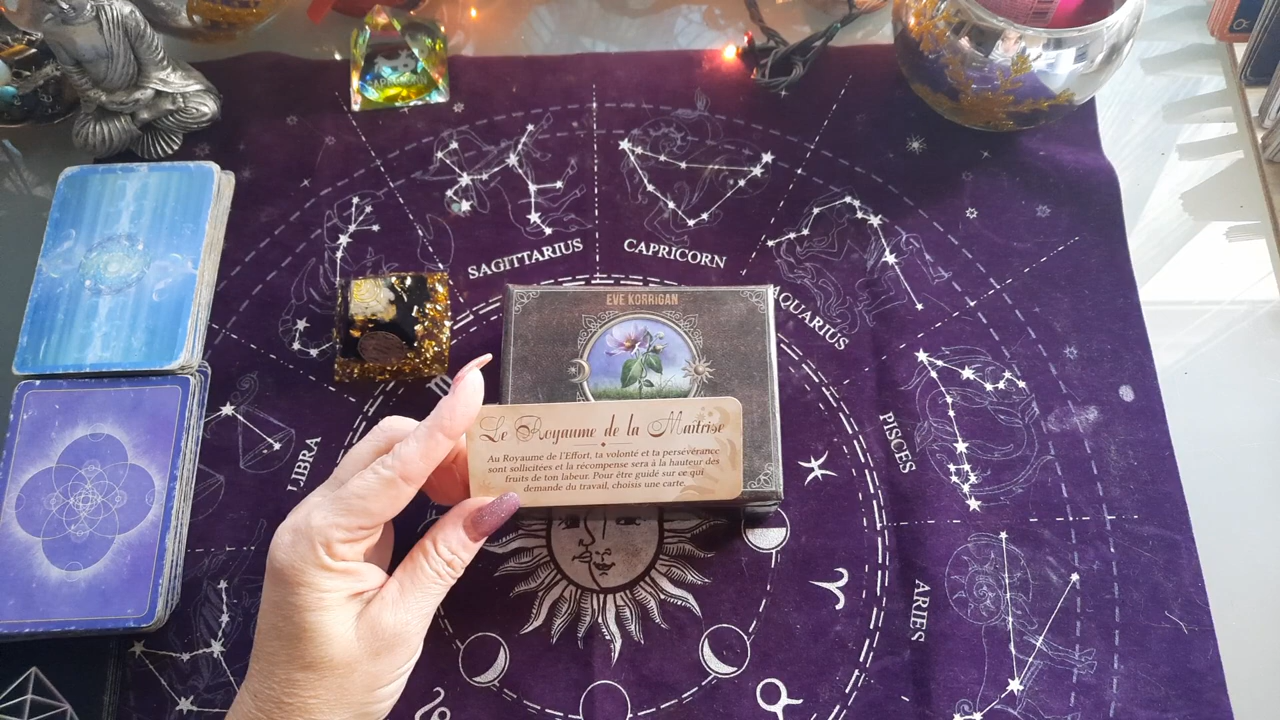 SAGITTARIUS
CAPRICORN
AQUARIUS
EVE KORRIGAN
LIBRA
PISCES
Le Royaume de la Maîtrise
Au Royaume de l'Effort, ta volonté et ta persévérance
sont sollicitées et la récompense sera à la hauteur des
fruits de ton labeur. Pour être guidé sur ce qui
demande du travail, choisis une carte.
ARIES